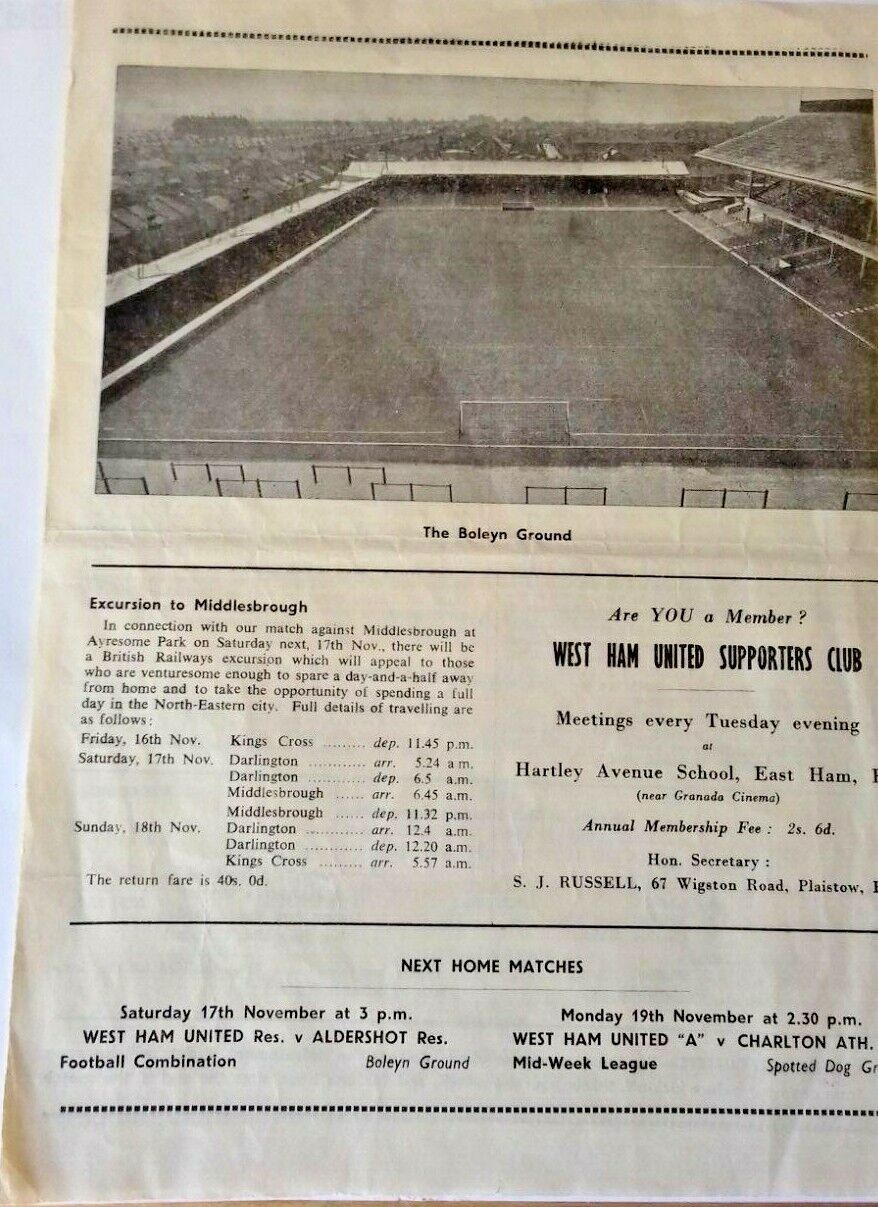 The Boleyn Ground
Excursion to Middlesbrough
In connection with our match against Middlesbrough at
Ayresome Park on Saturday next, 17th Nov., there will be
a British Railways excursion which will appeal to those
who are venturesome enough to spare a day-and-a-half away
from home and to take the opportunity of spending a full
day in the North-Eastern city. Full details of travelling are
as follows:
Friday, 16th Nov. Kings Cross ......... dep. 11.45 p.m.
Saturday, 17th Nov. Darlington ............ arr. 5.24 a m.
Darlington ............ dep. 6.5 a.m.
Middlesbrough ...... arr. 6.45 a.m.
Middlesbrough ...... dep. 11.32 p.m.
Sunday, 18th Nov. Darlington ............ arr. 12.4 a.m.
Darlington ............ dep. 12.20 a.m.
Kings Cross ......... arr. 5.57 a.m.
The return fare is 40s. 0d.
Are YOU a Member ?
WEST HAM UNITED SUPPORTERS CLUB
Meetings every Tuesday evening
at
Hartley Avenue School, East Ham,
(near Granada Cinema)
Annual Membership Fee : 2s. 6d.
Hon. Secretary :
S. J. RUSSELL, 67 Wigston Road, Plaistow,
NEXT HOME MATCHES
Saturday 17th November at 3 p.m.
WEST HAM UNITED Res. v ALDERSHOT Res.
Football Combination Boleyn Ground
Monday 19th November at 2.30 p.m.
WEST HAM UNITED "A" v CHARLTON ATH.
Mid-Week League Spotted Dog Gr